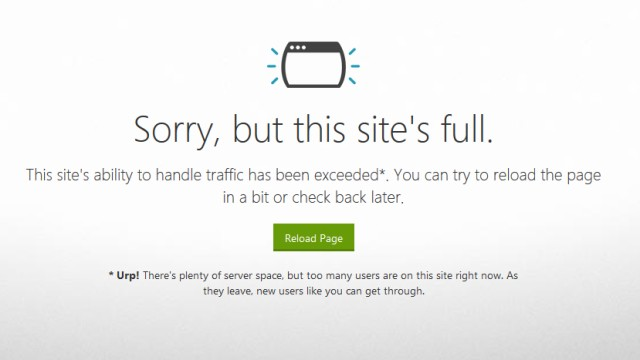 Sorry, but this site's full.
This site's ability to handle traffic has been exceeded*. You can try to reload the page
in a bit or check back later.
Reload Page
* Urp! There's plenty of server space, but too many users are on this site right now. As
they leave, new users like you can get through.